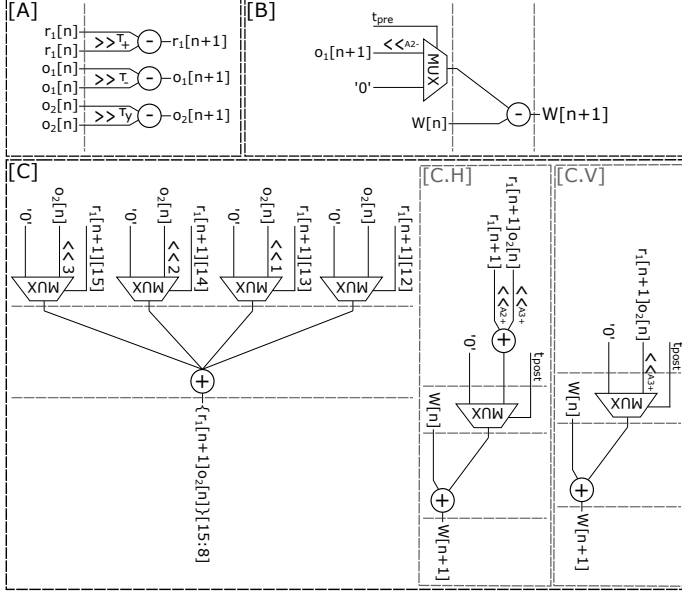 [A]
r₁[n]
r₁[n]
>>T₊
-
r₁[n+1]
o₁[n]
o₁[n]
>>T₋
-
o₁[n+1]
o₂[n]
o₂[n]
>>Ty
-
o₂[n+1]
[B]
tpre
o₁[n+1]
<<A2-
'0'
MUX
W[n]
-
W[n+1]
[C]
'0'
o₂[n]
<<3
r₁[n+1][15]
MUX
'0'
o₂[n]
<<2
r₁[n+1][14]
MUX
'0'
o₂[n]
<<1
r₁[n+1][13]
MUX
'0'
o₂[n]
r₁[n+1][12]
MUX
+
{r₁[n+1]o₂[n]}[15:8]
[C.H]
r₁[n+1]o₂[n]
r₁[n+1]
<<A2+
<<A3+
+
'0'
tpost
W[n]
MUX
+
W[n+1]
[C.V]
r₁[n+1]o₂[n]
<<A3+
'0'
tpost
W[n]
MUX
+
W[n+1]